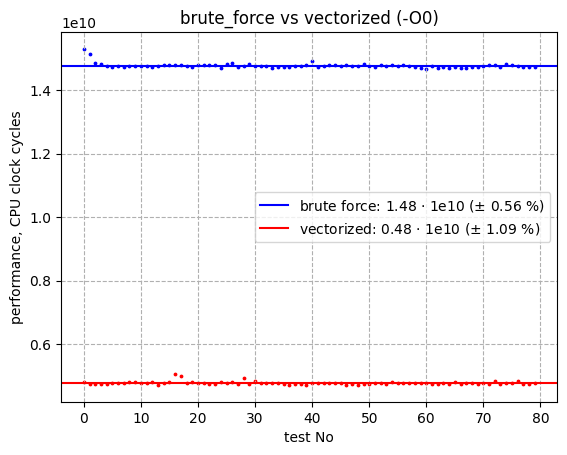 brute_force vs vectorized (-O0)
1e10
1.4
1.2
1.0
0.8
0.6
performance, CPU clock cycles
brute force: 1.48 · 1e10 (± 0.56 %)
vectorized: 0.48 · 1e10 (± 1.09 %)
0 10 20 30 40 50 60 70 80
test No